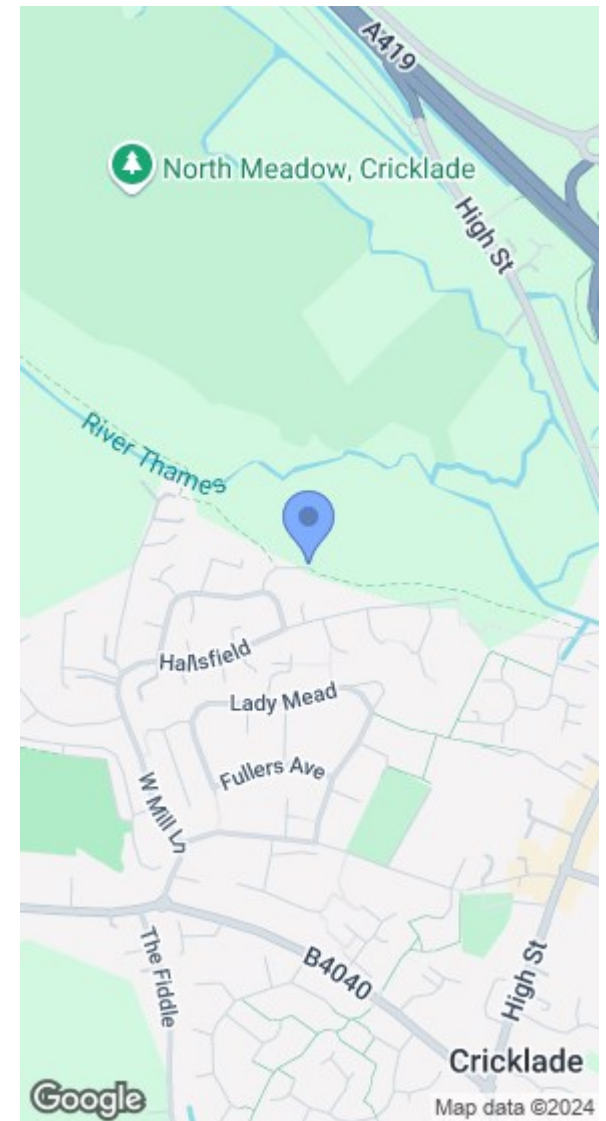 A419
North Meadow, Cricklade
High St
River Thames
Hallsfield
Lady Mead
Fullers Ave
W Mill Ln
The Fiddle
B4040
High St
Cricklade
Google
Map data ©2024